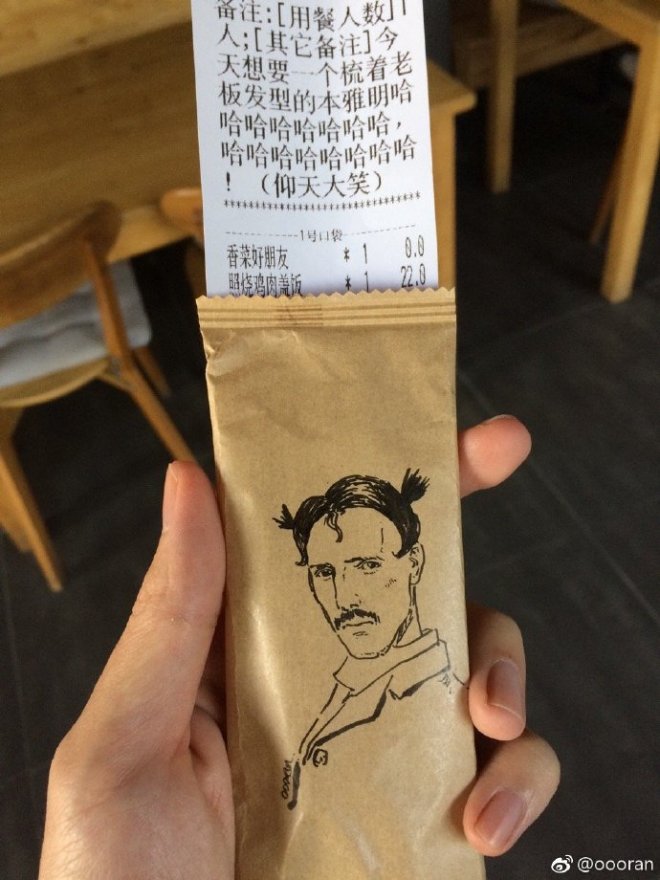 备注:[用餐人数]1
人;[其它备注]今
天想要一个梳着老
板发型的本雅明哈
哈哈哈哈哈哈哈,
哈哈哈哈哈哈哈哈
! (仰天大笑)
********************************
1号口袋
香菜好朋友 * 1 0.0
照烧鸡肉盖饭 * 1 22.0
@oooran